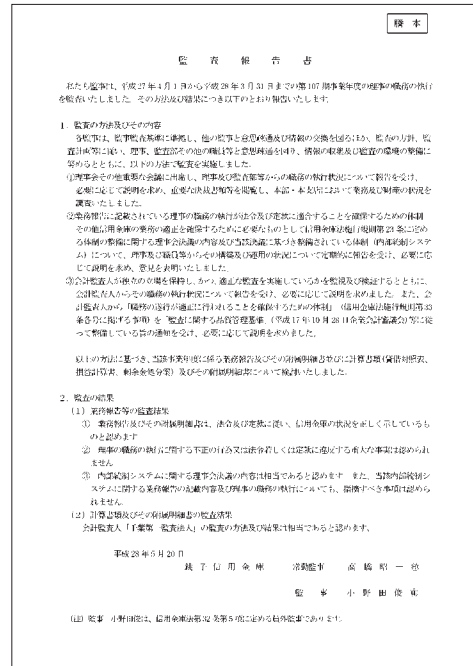 謄本
監査報告書
私たち監事は、平成27年4月1日から平成28年3月31日までの第107期事業年度の理事の職務の執行
を監査いたしました。その方法及び結果につき以下のとおり報告いたします。
1. 監査の方法及びその内容
各監事は、監事監査基準に準拠し、他の監事と意思疎通及び情報の交換を図るほか、監査の方針、監
査計画等に従い、理事、監査部その他の職員等と意思疎通を図り、情報の収集及び監査の環境の整備に
努めるとともに、以下の方法で監査を実施しました。
①理事会その他重要な会議に出席し、理事及び監査部等からその職務の執行状況について報告を受け、
必要に応じて説明を求め、重要な決裁書類等を閲覧し、本部・本支店において業務及び財産の状況を
調査いたしました。
②業務報告に記載されている理事の職務の執行が法令及び定款に適合することを確保するための体制
その他信用金庫の業務の適正を確保するために必要なものとして信用金庫法施行規則第23条に定め
る体制の整備に関する理事会決議の内容及び当該決議に基づき整備されている体制（内部統制システ
ム）について、理事及び職員等からその構築及び運用の状況について定期的に報告を受け、必要に応
じて説明を求め、意見を表明いたしました。
③会計監査人が独立の立場を保持し、かつ、適正な監査を実施しているかを監視及び検証するとともに、
会計監査人からその職務の執行状況について報告を受け、必要に応じて説明を求めました。また、会
計監査人から「職務の遂行が適正に行われることを確保するための体制」（信用金庫法施行規則第33
条各号に掲げる事項）を「監査に関する品質管理基準」（平成17年10月28日企業会計審議会）等に従
って整備している旨の通知を受け、必要に応じて説明を求めました。
以上の方法に基づき、当該事業年度に係る業務報告及びその附属明細書並びに計算書類（貸借対照表、
損益計算書、剰余金処分案）及びその附属明細書について検討いたしました。
2. 監査の結果
（1）業務報告等の監査結果
① 業務報告及びその附属明細書は、法令及び定款に従い、信用金庫の状況を正しく示しているも
のと認めます
② 理事の職務の執行に関する不正の行為又は法令若しくは定款に違反する重大な事実は認められ
ません
③ 内部統制システムに関する理事会決議の内容は相当であると認めます また、当該内部統制シ
ステムに関する業務報告の記載内容及び理事の職務の執行についても、指摘すべき事項は認めら
れません。
（2）計算書類及びその附属明細書の監査結果
会計監査人「千葉第一監査法人」の監査の方法及び結果は相当であると認めます。
平成28年5月20日
銚子信用金庫 常勤監事 高橋昭一
監事 小野田俊
（注）監事 小野田俊は、信用金庫法第32条第5項に定める員外監事であります。